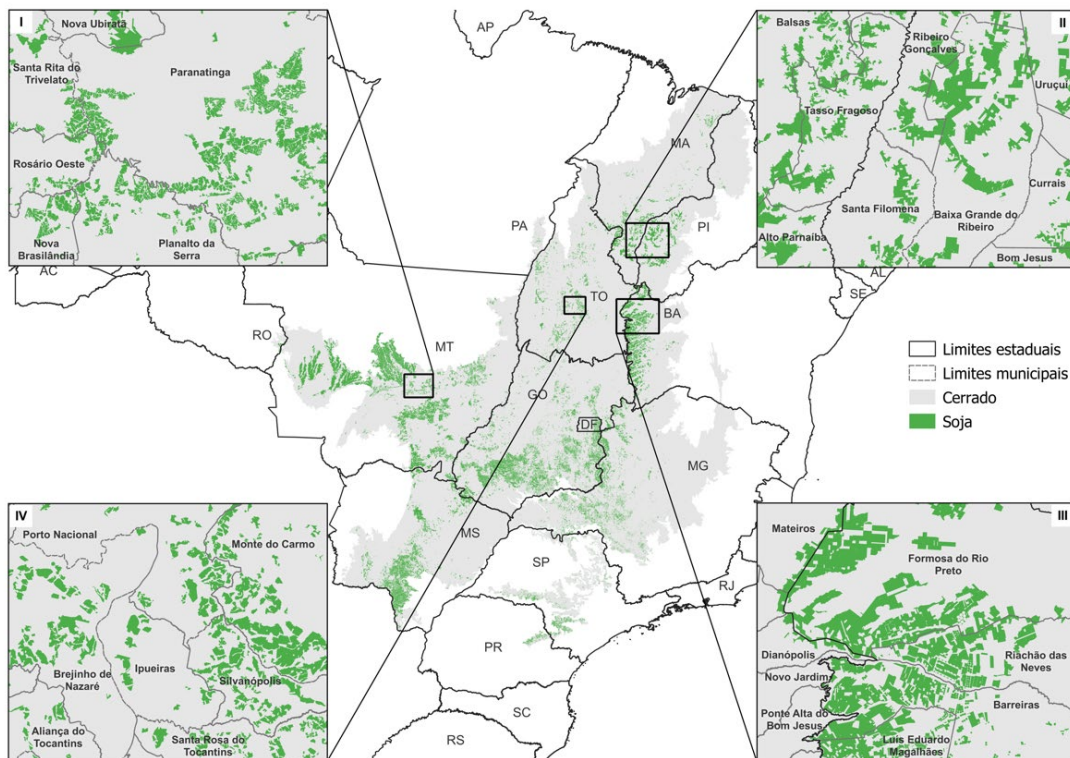 I
Nova Ubiratã
Santa Rita do
Trivelato
Paranatinga
Rosário Oeste
Nova
Brasilândia
Planalto da
Serra
II
Balsas
Ribeiro
Gonçalves
Uruçuí
Tasso Fragoso
Currais
Santa Filomena
Baixa Grande do
Ribeiro
Alto Parnaíba
Bom Jesus
AP
MA
PA
PI
AC
AL
SE
TO
BA
RO
MT
GO
DF
MG
MS
SP
RJ
PR
SC
RS
Limites estaduais
Limites municipais
Cerrado
Soja
IV
Porto Nacional
Monte do Carmo
Brejinho de
Nazaré
Ipueiras
Silvanópolis
Aliança do
Tocantins
Santa Rosa do
Tocantins
III
Mateiros
Formosa do Rio
Preto
Dianópolis
Riachão das
Neves
Novo Jardim
Barreiras
Ponte Alta do
Bom Jesus
Luís Eduardo
Magalhães